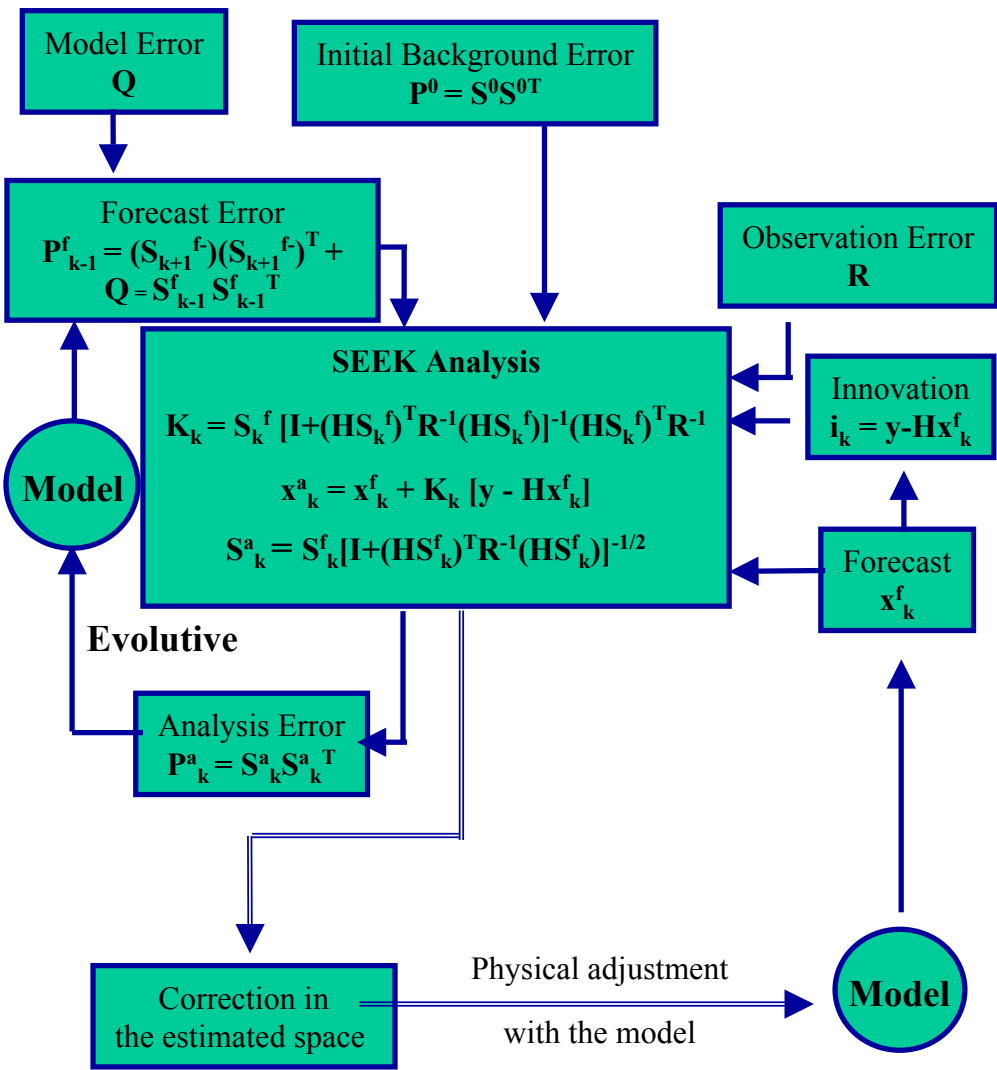 Model Error
Q
Initial Background Error
P⁰ = S⁰S⁰ᵀ
Forecast Error
Pᶠₖ₋₁ = (Sₖ₊₁ᶠ⁻)(Sₖ₊₁ᶠ⁻)ᵀ +
Q = Sᶠₖ₋₁ Sᶠₖ₋₁ᵀ
Observation Error
R
SEEK Analysis
Kₖ = Sₖᶠ [I+(HSₖᶠ)ᵀR⁻¹(HSₖᶠ)]⁻¹(HSₖᶠ)ᵀR⁻¹
xᵃₖ = xᶠₖ + Kₖ [y - Hxᶠₖ]
Sᵃₖ = Sᶠₖ[I+(HSᶠₖ)ᵀR⁻¹(HSᶠₖ)]⁻¹/²
Innovation
iₖ = y-Hxᶠₖ
Model
Forecast
xᶠₖ
Evolutive
Analysis Error
Pᵃₖ = SᵃₖSᵃₖᵀ
Correction in
the estimated space
Physical adjustment
with the model
Model